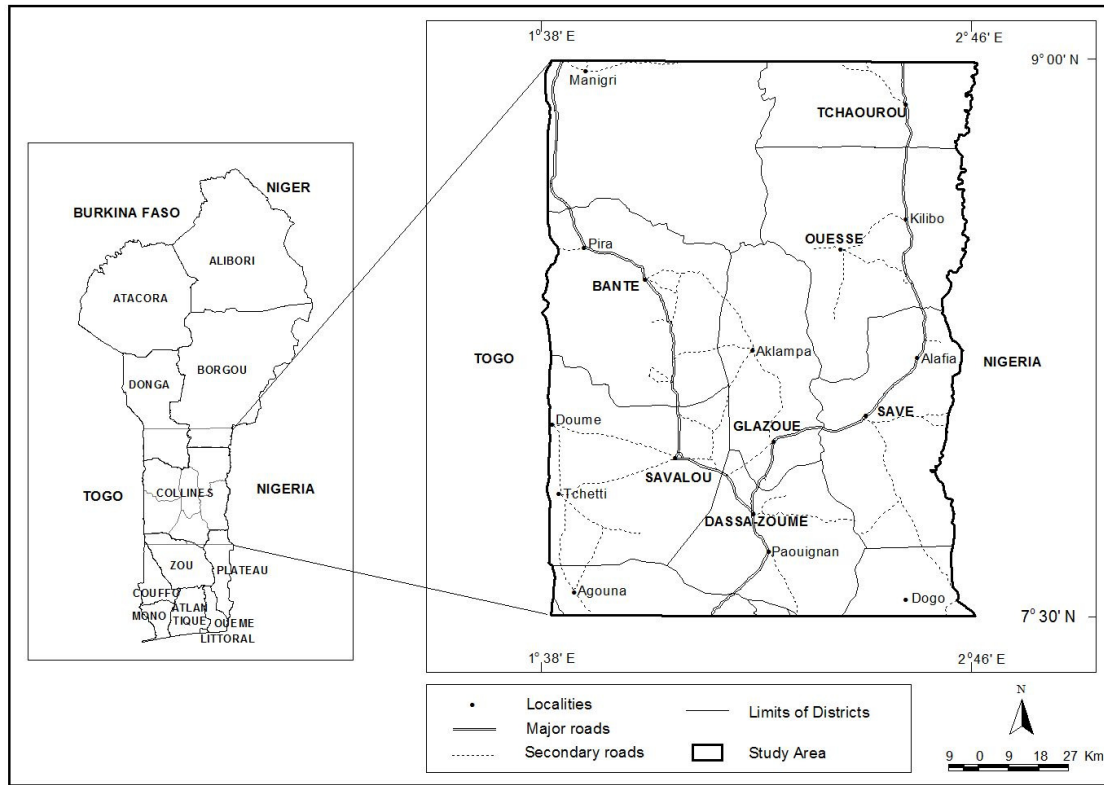 1° 38' E
2° 46' E
9° 00' N
Manigri
TCHAOUROU
NIGER
BURKINA FASO
Kilibo
OUESSE
Pira
ALIBORI
BANTE
ATACORA
TOGO
Aklampa
Alafia
NIGERIA
BORGOU
DONGA
Doume
SAVE
GLAZOUE
SAVALOU
TOGO
COLLINES
NIGERIA
Tchetti
DASSA-ZOUME
Paouignan
ZOU
PLATEAU
COUFFO
Agouna
Dogo
MONO
ATLAN
TIQUE
OUEME
LITTORAL
7° 30' N
1° 38' E
2° 46' E
Localities
Major roads
Secondary roads
Limits of Districts
Study Area
N
9 0 9 18 27 Km